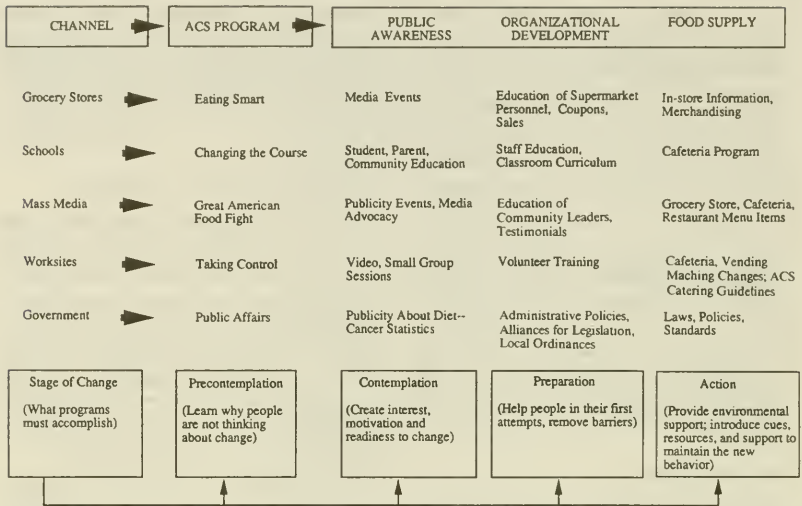 CHANNEL
ACS PROGRAM
PUBLIC
AWARENESS
ORGANIZATIONAL
DEVELOPMENT
FOOD SUPPLY
Grocery Stores
Eating Smart
Media Events
Education of Supermarket
Personnel, Coupons,
Sales
In-store Information,
Merchandising
Schools
Changing the Course
Student, Parent,
Community Education
Staff Education,
Classroom Curriculum
Cafeteria Program
Mass Media
Great American
Food Fight
Publicity Events, Media
Advocacy
Education of
Community Leaders,
Testimonials
Grocery Store, Cafeteria,
Restaurant Menu Items
Worksites
Taking Control
Video, Small Group
Sessions
Volunteer Training
Cafeteria, Vending
Maching Changes; ACS
Catering Guidelines
Government
Public Affairs
Publicity About Diet--
Cancer Statistics
Administrative Policies,
Alliances for Legislation,
Local Ordinances
Laws, Policies,
Standards
Stage of Change
(What programs
must accomplish)
Precontemplation
(Learn why people
are not thinking
about change)
Contemplation
(Create interest,
motivation and
readiness to change)
Preparation
(Help people in their first
attempts, remove barriers)
Action
(Provide environmental
support; introduce cues,
resources, and support to
maintain the new
behavior)